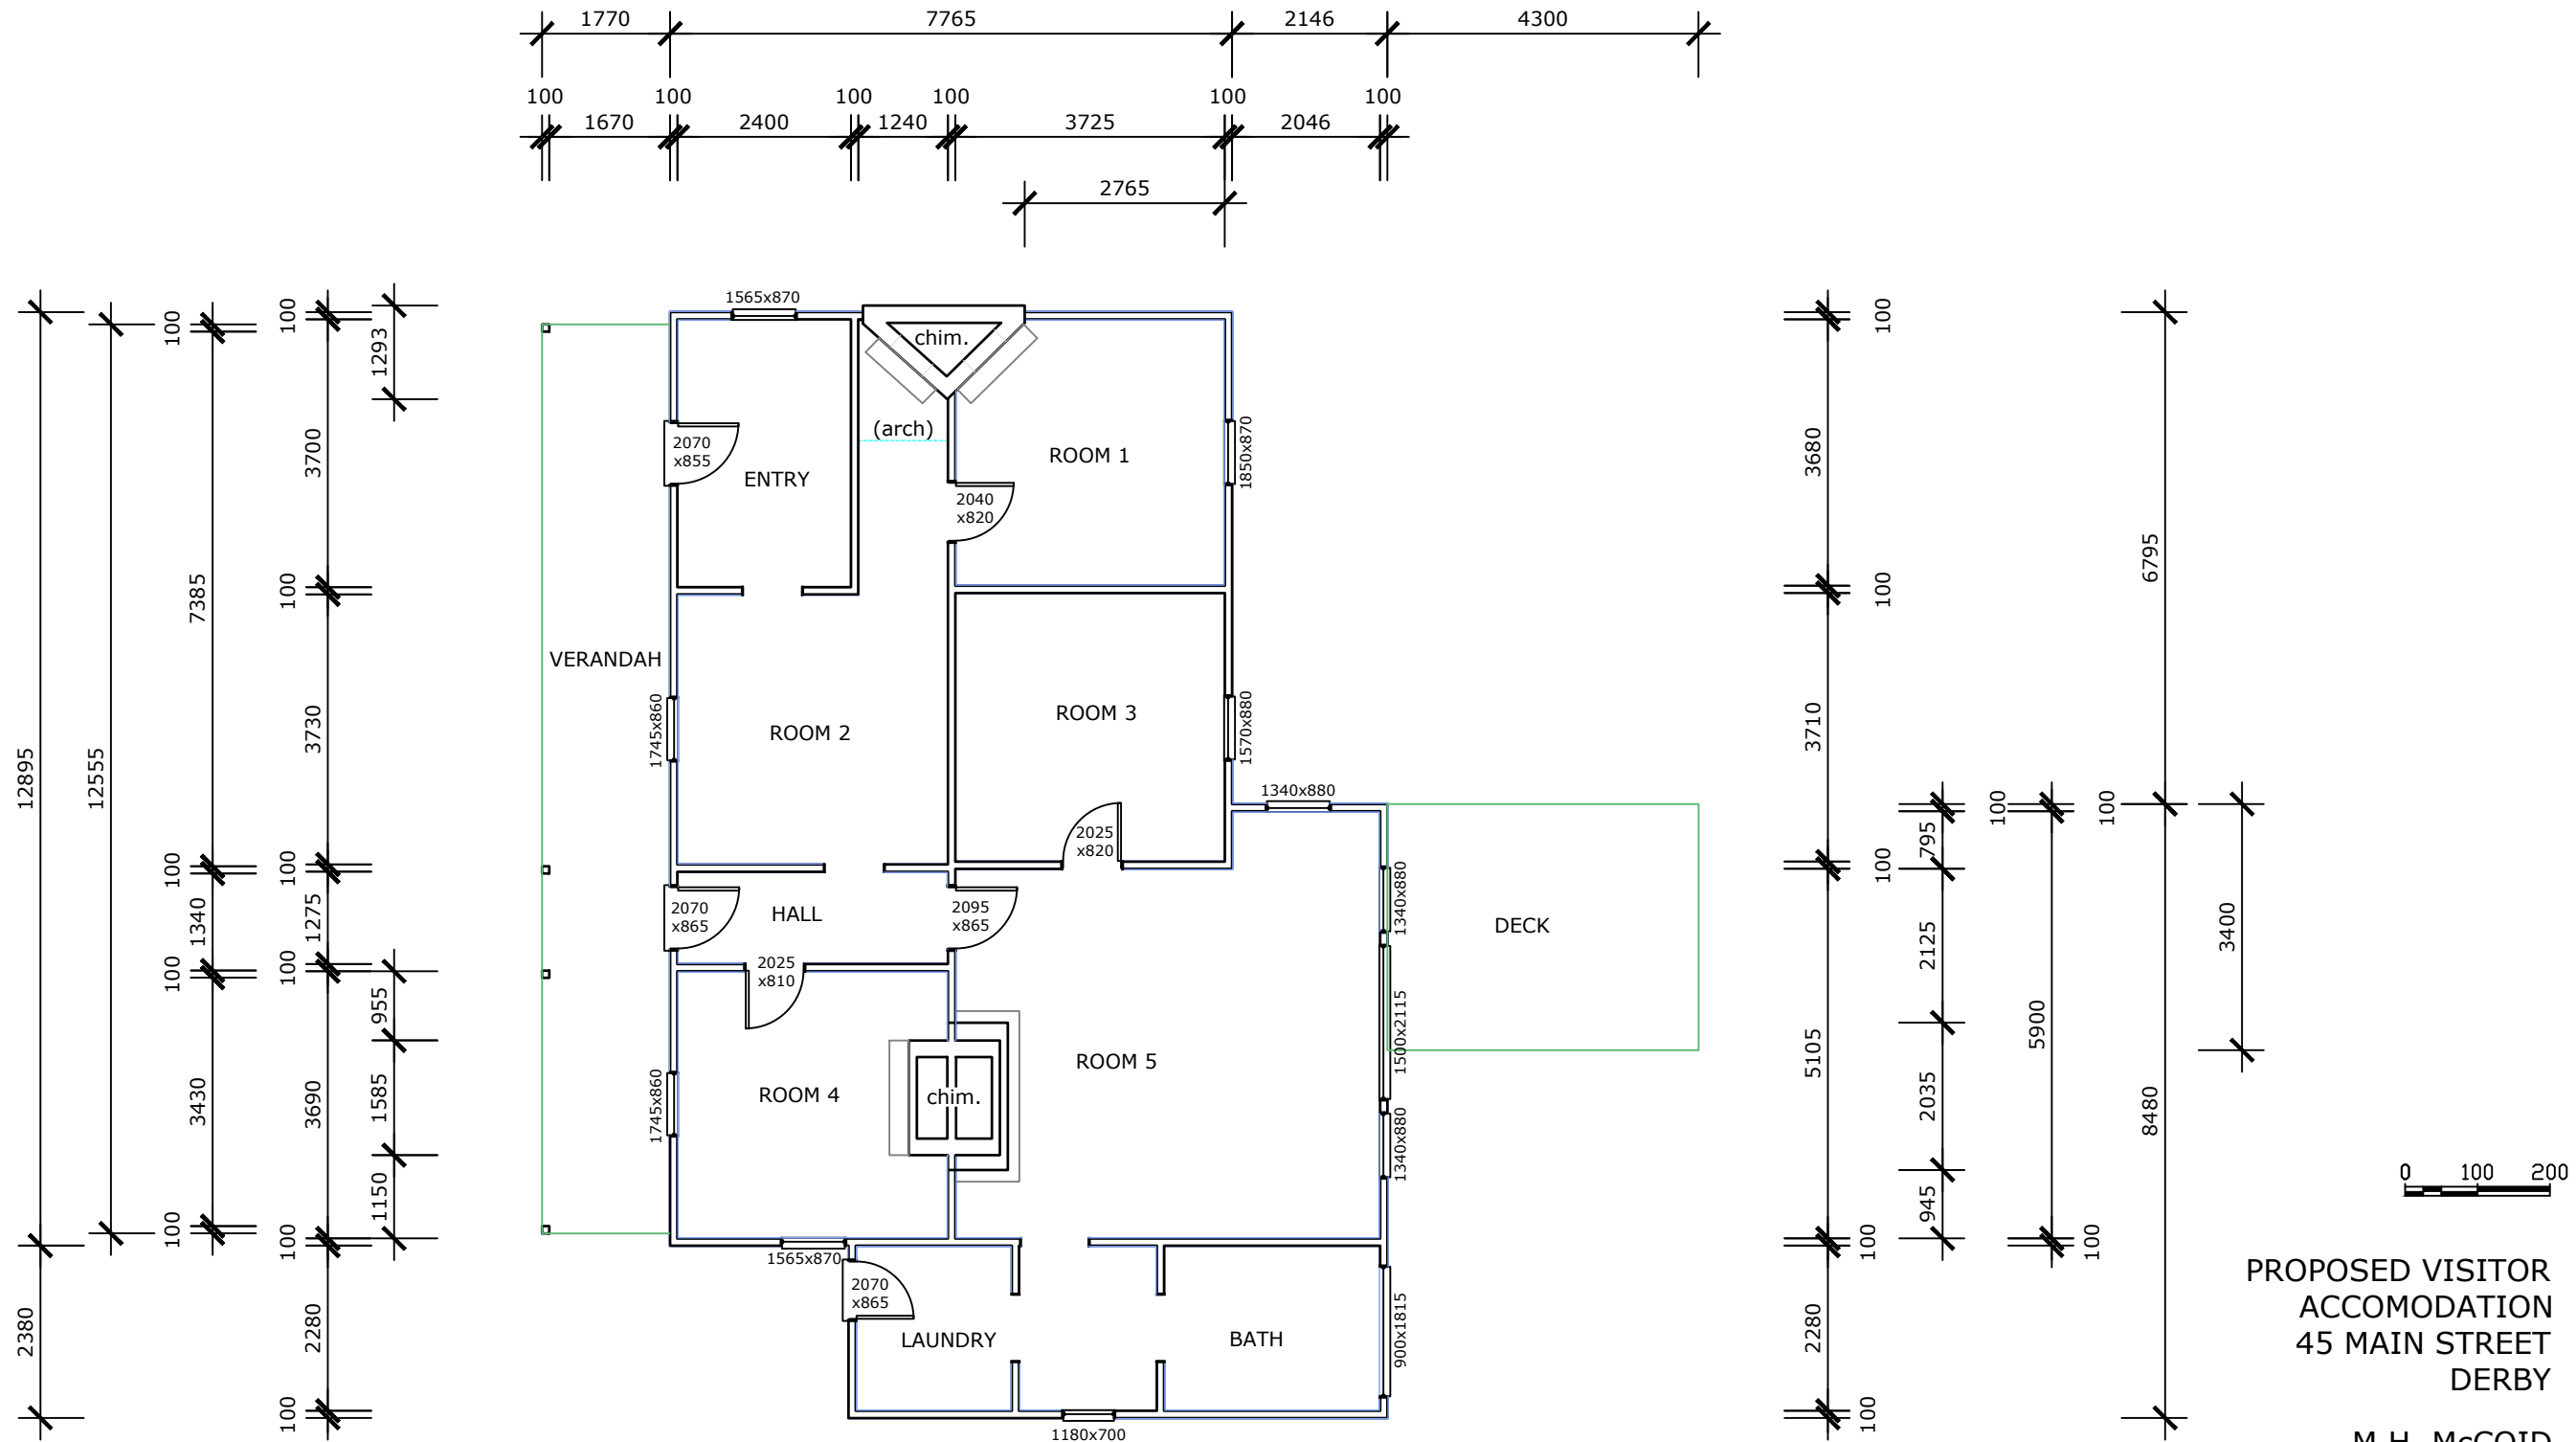 1770 7765 2146 4300
100 100 100 100 100 100
1670 2400 1240 3725 2046
2765
1565x870
100 100 1293
chim.
(arch)
2070
x855
ENTRY
ROOM 1
1850x870
2040
x820
3700
100
7385
12895
12555
VERANDAH
1745x860
ROOM 2
ROOM 3
1570x880
3730
1340x880
2025
x820
100 100
2070
x865
HALL
2095
x865
1340x880
DECK
1340 1275
100 100
2025
x810
955
1500x2115
ROOM 5
ROOM 4
chim.
1745x860
3430 3690 1585
1340x880
1150
100 100
1565x870
2070
x865
LAUNDRY
BATH
900x1815
2380 2280
100
1180x700
100
3680
100
3710
6795
100 100
795
100
2125
3400
5105
5900
2035
8480
945
100 100
2280
100
0 100 200
PROPOSED VISITOR
ACCOMODATION
45 MAIN STREET
DERBY
M.H. McCOID